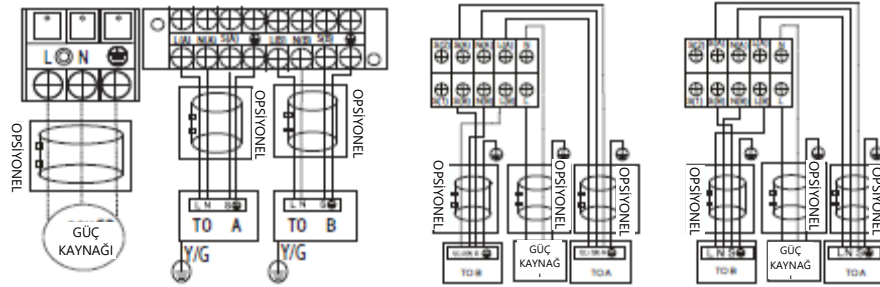 L N
L(A) N(A) S(A) L(B) N(B) S(B)
OPSİYONEL
OPSİYONEL
OPSİYONEL
L N S
TO A
L N S
TO B
GÜÇ
KAYNAĞI
Y/G
Y/G
N(A) L(A) N
N(B) L(B) L
OPSİYONEL
OPSİYONEL
OPSİYONEL
TO B
GÜÇ
KAYNAĞ
TO A
N(A) L(A) N
N(B) L(B) L
OPSİYONEL
OPSİYONEL
OPSİYONEL
L N S
TO B
GÜÇ
KAYNAĞ
L N S
TO A